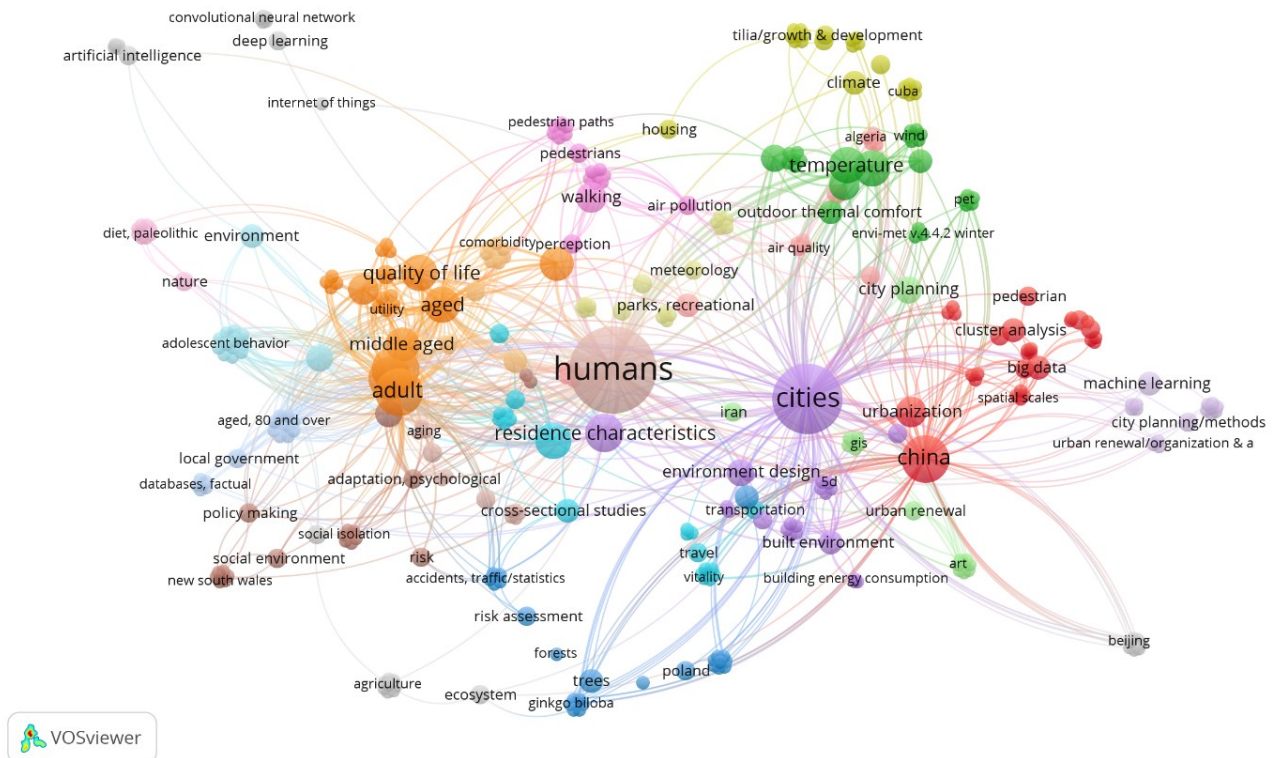 convolutional neural network
deep learning
artificial intelligence
internet of things
tilia/growth & development
climate
cuba
housing
pedestrian paths
pedestrians
walking
algeria
wind
temperature
air pollution
outdoor thermal comfort
pet
envi-met v.4.4.2 winter
air quality
diet, paleolithic
environment
comorbidity
perception
nature
quality of life
utility
aged
meteorology
parks, recreational
city planning
pedestrian
cluster analysis
adolescent behavior
middle aged
adult
humans
cities
big data
spatial scales
machine learning
city planning/methods
urban renewal/organization & a
iran
urbanization
aged, 80 and over
aging
residence characteristics
gis
china
local government
databases, factual
adaptation, psychological
environment design
5d
policy making
cross-sectional studies
transportation
urban renewal
social isolation
social environment
new south wales
risk
accidents, traffic/statistics
travel
vitality
built environment
building energy consumption
art
risk assessment
forests
beijing
agriculture
ecosystem
trees
poland
ginkgo biloba
VOSviewer